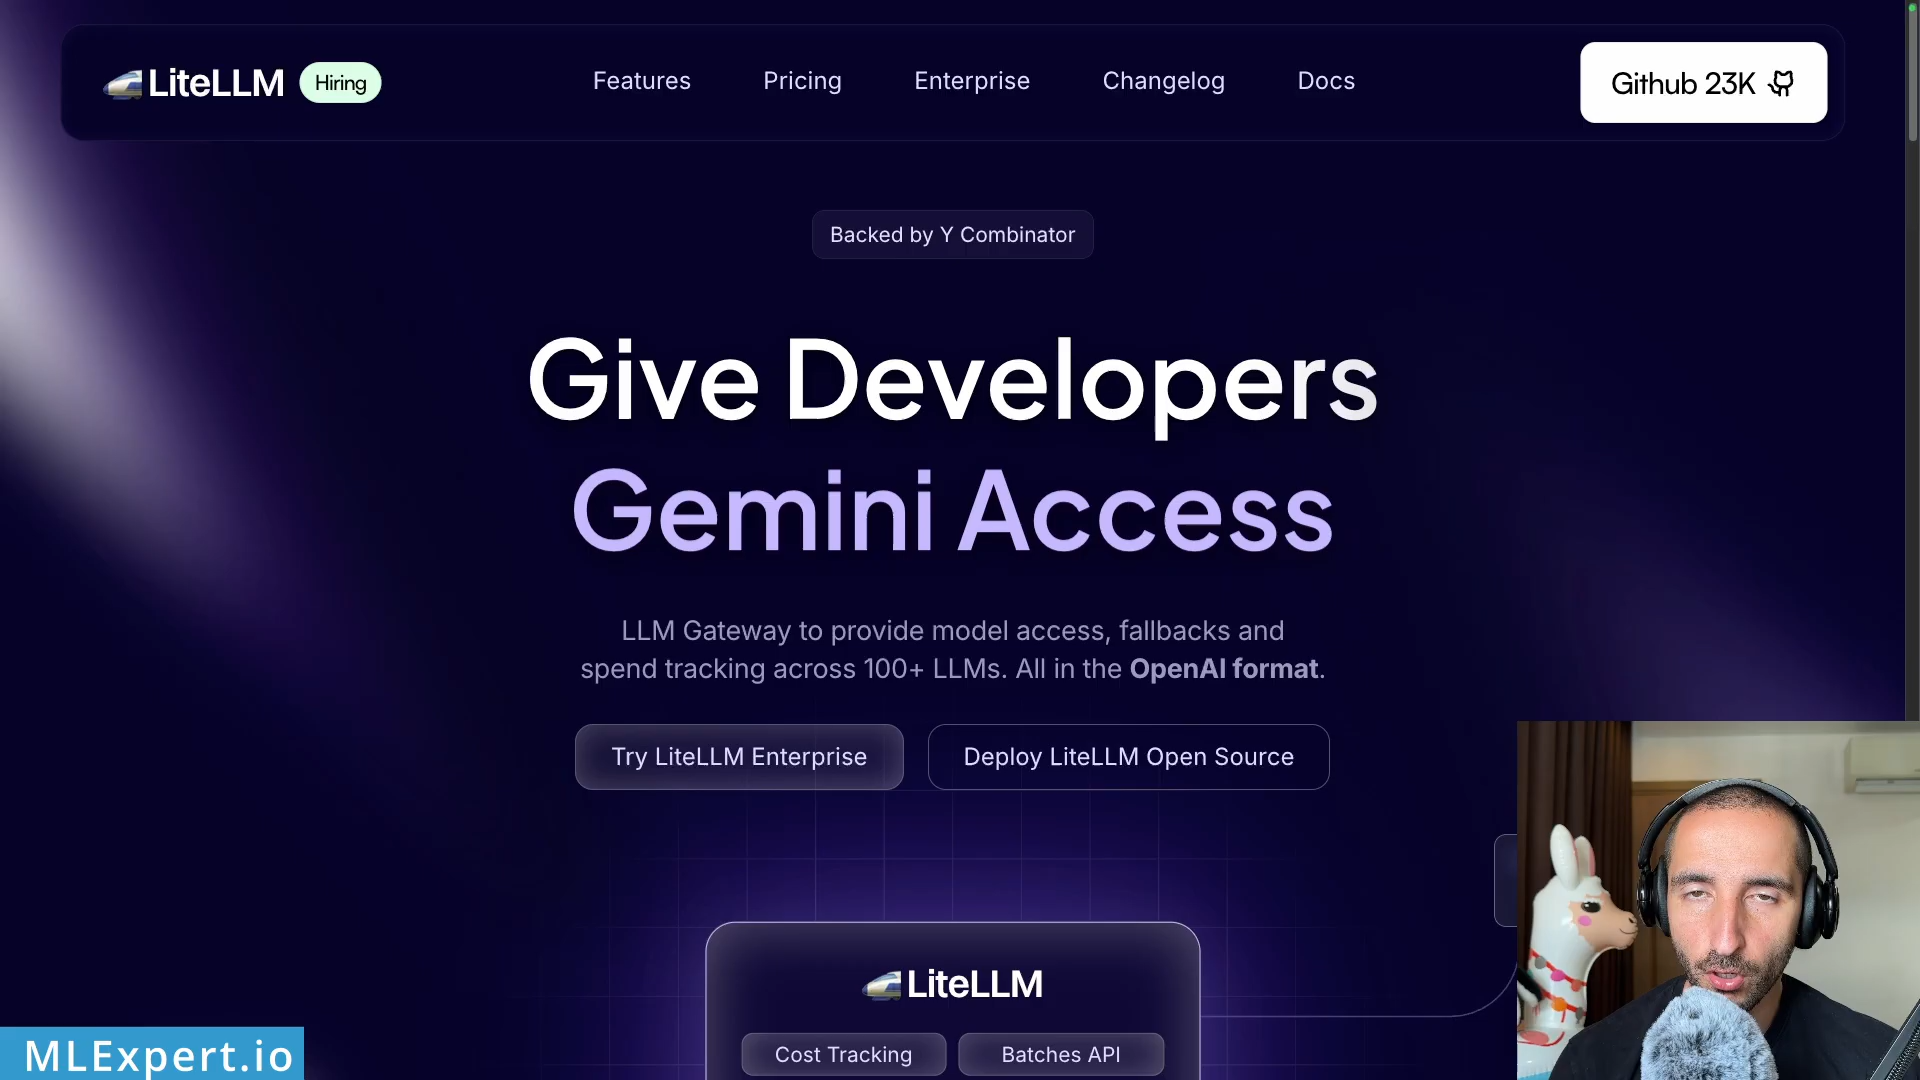 LiteLLM Hiring Features Pricing Enterprise Changelog Docs Github 23K
Backed by Y Combinator
Give Developers
Gemini Access
LLM Gateway to provide model access, fallbacks and
spend tracking across 100+ LLMs. All in the OpenAI format.
Try LiteLLM Enterprise Deploy LiteLLM Open Source
LiteLLM
Cost Tracking Batches API
MLExpert.io